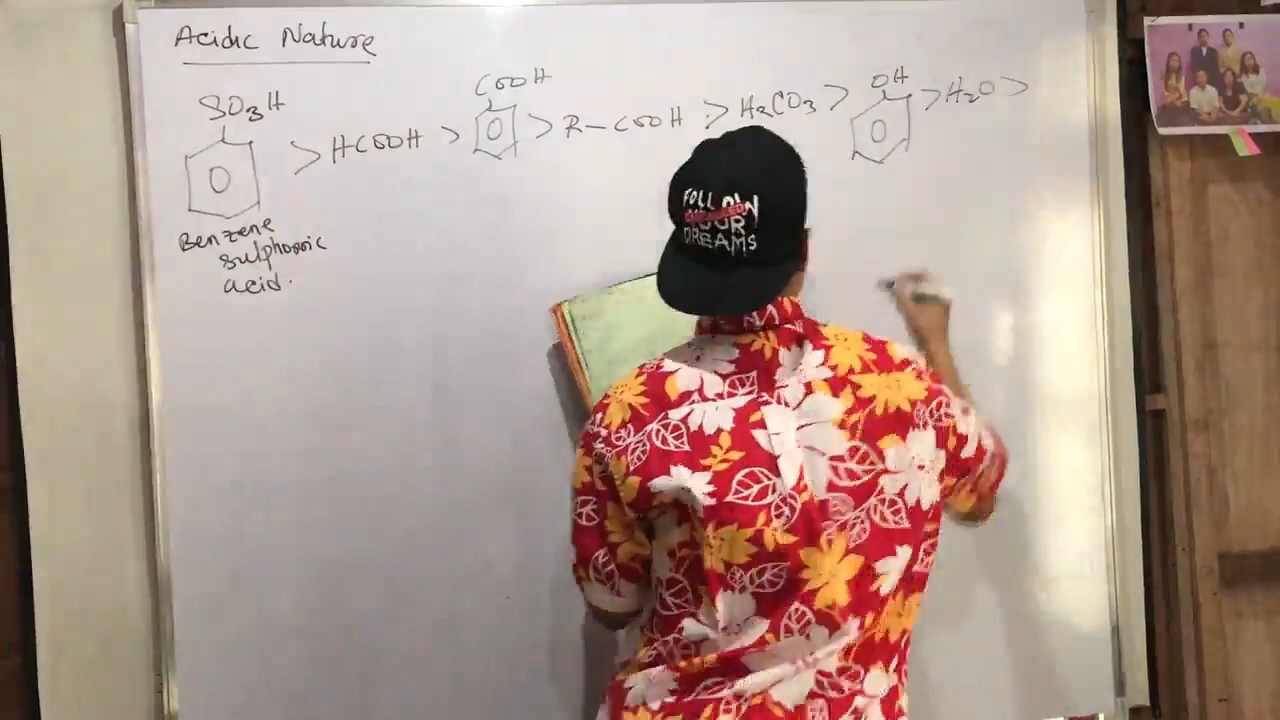 Acidic Nature
SO3H > HCOOH > COOH > R-COOH > H2CO3 > OH > H2O >
Benzene
sulphonic
acid.
FOLLOW
YOUR
DREAMS